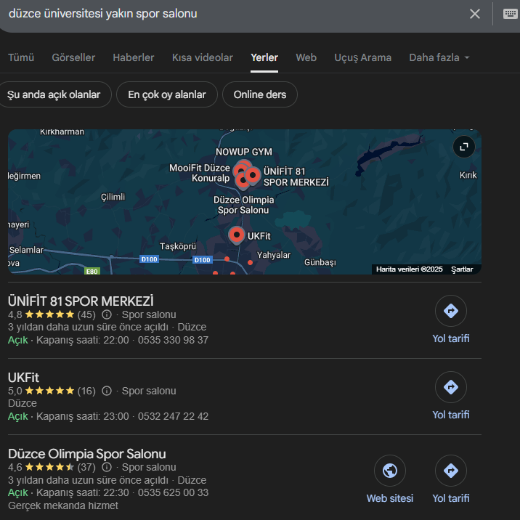 düzce üniversitesi yakın spor salonu
Tümü Görseller Haberler Kısa videolar Yerler Web Uçuş Arama Daha fazla
Şu anda açık olanlar En çok oy alanlar Online ders
Kırkharman
NOWUP GYM
MooiFit Düzce
Konuralp
ÜNİFİT 81
SPOR MERKEZİ
değirmen
Kırık
Çilimli
Düzce Olimpia
Spor Salonu
UKFit
Selamlar
ova
Taşköprü
D100
D100
E80
Yahyalar
Günbaşı
Harita verileri ©2025 Şartlar
ÜNİFİT 81 SPOR MERKEZİ
4,8 (45) · Spor salonu
3 yıldan daha uzun süre önce açıldı · Düzce
Açık · Kapanış saati: 22:00 · 0535 330 98 37
Yol tarifi
UKFit
5,0 (16) · Spor salonu
Düzce
Açık · Kapanış saati: 23:00 · 0532 247 22 42
Yol tarifi
Düzce Olimpia Spor Salonu
4,6 (37) · Spor salonu
3 yıldan daha uzun süre önce açıldı · Düzce
Açık · Kapanış saati: 22:30 · 0535 625 00 33
Gerçek mekanda hizmet
Web sitesi
Yol tarifi